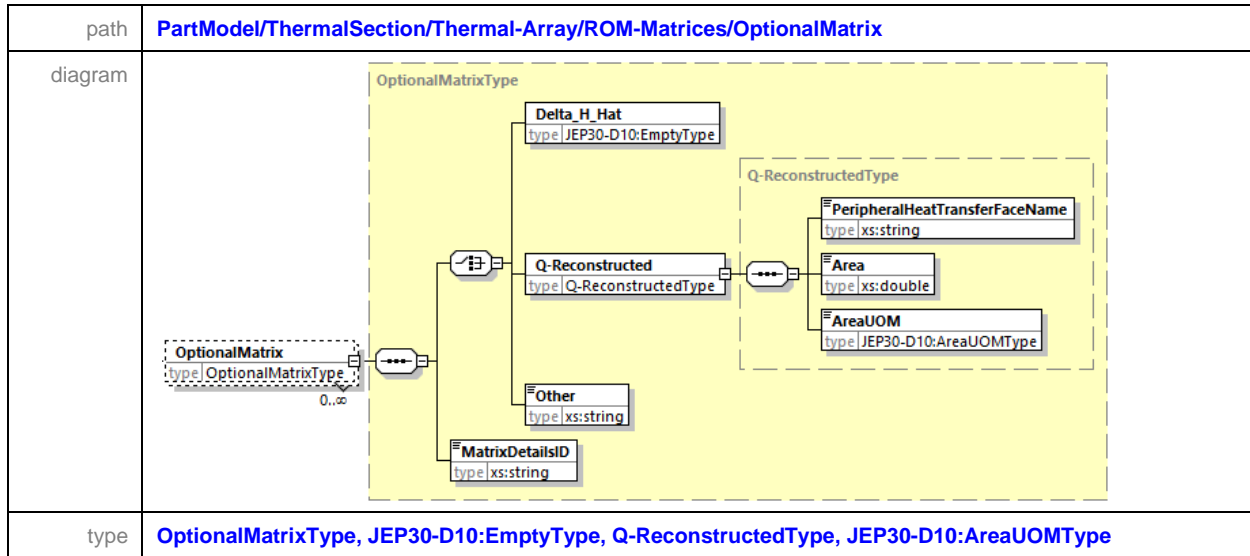 path
PartModel/ThermalSection/Thermal-Array/ROM-Matrices/OptionalMatrix
diagram
OptionalMatrixType
Delta_H_Hat
type JEP30-D10:EmptyType
Q-ReconstructedType
PeripheralHeatTransferFaceName
type xs:string
Q-Reconstructed
type Q-ReconstructedType
Area
type xs:double
AreaUOM
type JEP30-D10:AreaUOMType
OptionalMatrix
type OptionalMatrixType
0..∞
Other
type xs:string
MatrixDetailsID
type xs:string
type
OptionalMatrixType, JEP30-D10:EmptyType, Q-ReconstructedType, JEP30-D10:AreaUOMType